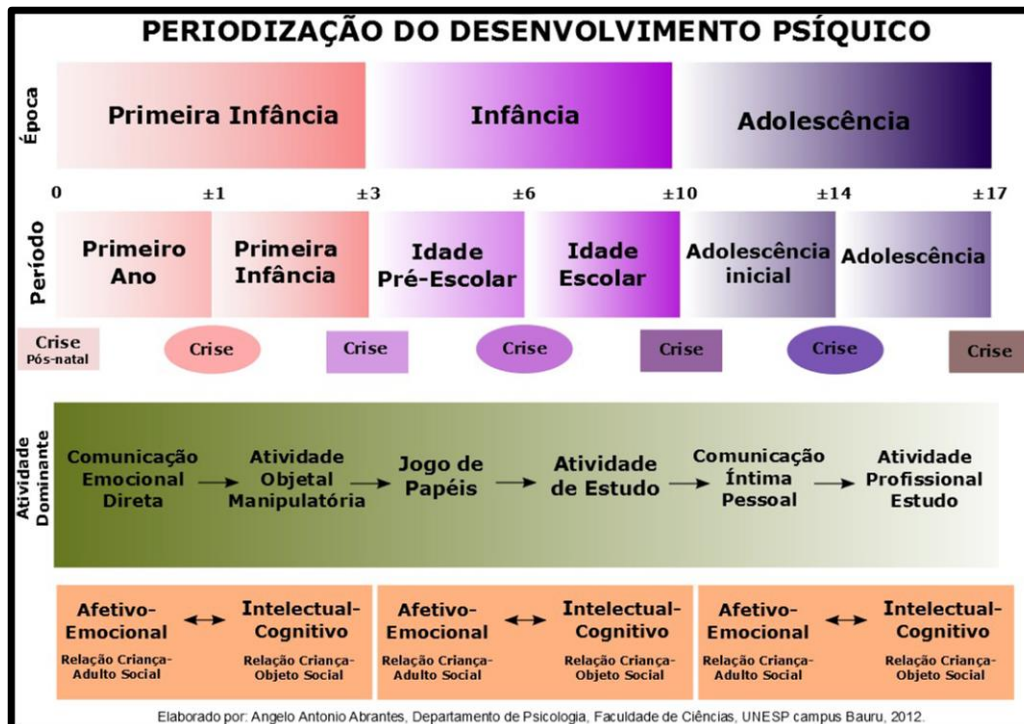 PERIODIZAÇÃO DO DESENVOLVIMENTO PSÍQUICO
Época
Primeira Infância
Infância
Adolescência
0 ±1 ±3 ±6 ±10 ±14 ±17
Período
Primeiro
Ano
Primeira
Infância
Idade
Pré-Escolar
Idade
Escolar
Adolescência
inicial
Adolescência
Crise
Pós-natal
Crise
Crise
Crise
Crise
Crise
Crise
Atividade
Dominante
Comunicação
Emocional
Direta
Atividade
Objetal
Manipulatória
Jogo de
Papéis
Atividade
de Estudo
Comunicação
Íntima
Pessoal
Atividade
Profissional
Estudo
Afetivo-
Emocional
Relação Criança-
Adulto Social
Intelectual-
Cognitivo
Relação Criança-
Objeto Social
Afetivo-
Emocional
Relação Criança-
Adulto Social
Intelectual-
Cognitivo
Relação Criança-
Objeto Social
Afetivo-
Emocional
Relação Criança-
Adulto Social
Intelectual-
Cognitivo
Relação Criança-
Objeto Social
Elaborado por: Angelo Antonio Abrantes, Departamento de Psicologia, Faculdade de Ciências, UNESP campus Bauru, 2012.